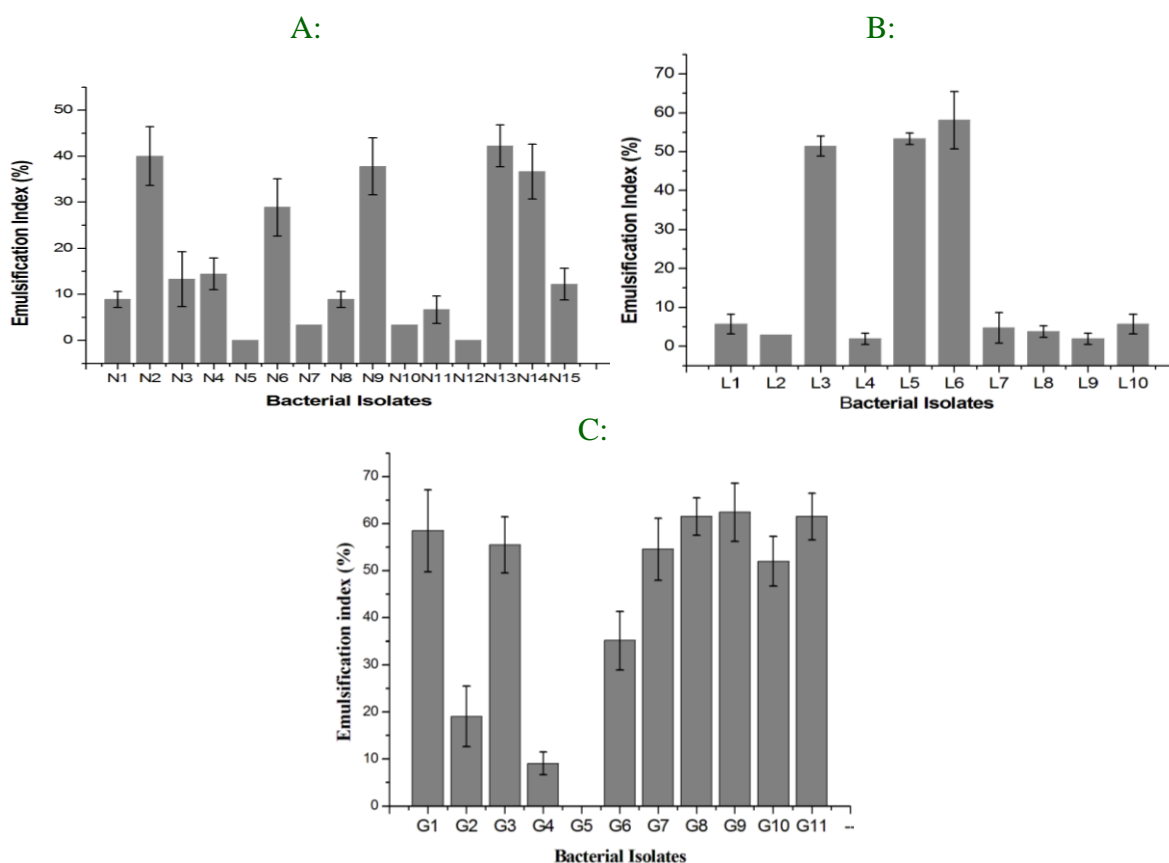 A:
Emulsification Index (%)
50
40
30
20
10
0
N1 N2 N3 N4 N5 N6 N7 N8 N9 N10 N11 N12 N13 N14 N15
Bacterial Isolates
B:
Emulsification Index (%)
70
60
50
40
30
20
10
0
L1 L2 L3 L4 L5 L6 L7 L8 L9 L10
Bacterial Isolates
C:
Emulsification index (%)
70
60
50
40
30
20
10
0
G1 G2 G3 G4 G5 G6 G7 G8 G9 G10 G11 --
Bacterial Isolates